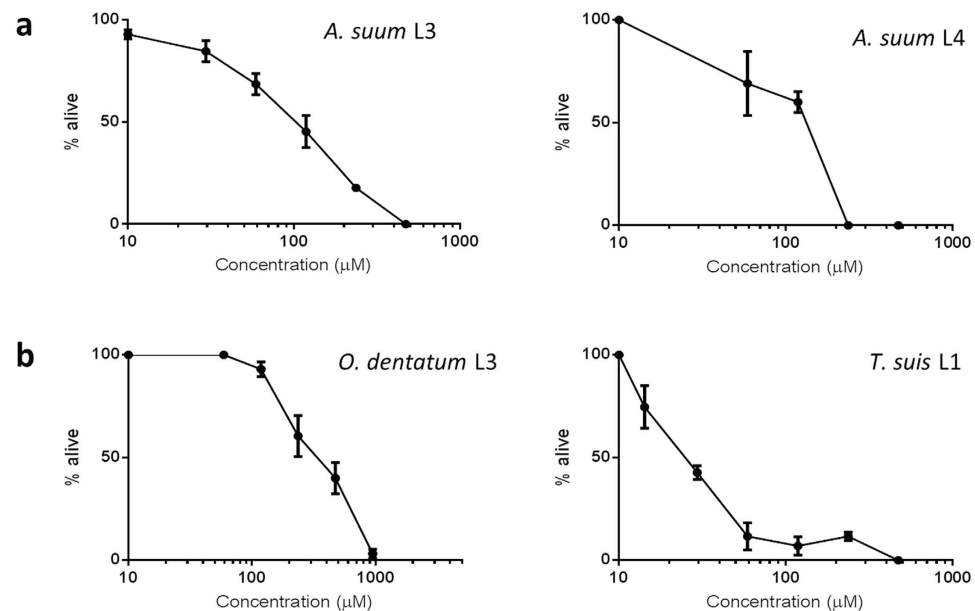 a
A. suum L3
100
50
0
% alive
10
100
1000
Concentration (µM)
A. suum L4
100
50
0
% alive
10
100
1000
Concentration (µM)
b
O. dentatum L3
100
50
0
% alive
10
100
1000
Concentration (µM)
T. suis L1
100
50
0
% alive
10
100
1000
Concentration (µM)